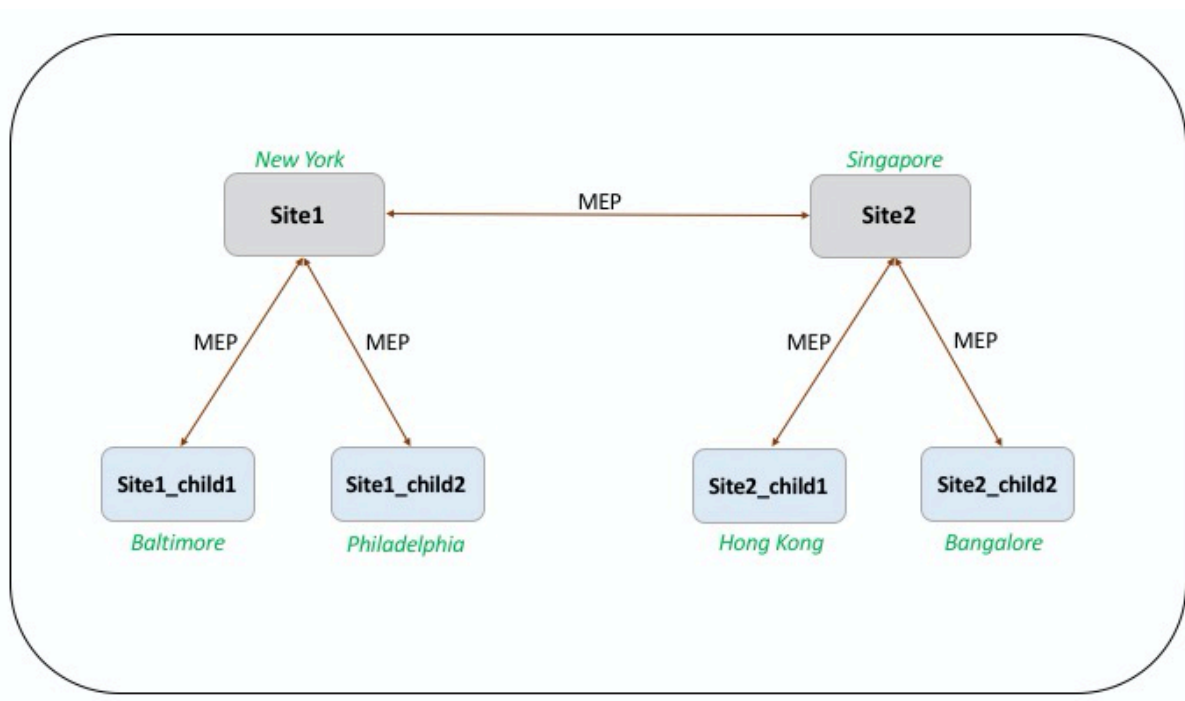 New York
Singapore
Site1
MEP
Site2
MEP
MEP
MEP
MEP
Site1_child1
Site1_child2
Site2_child1
Site2_child2
Baltimore
Philadelphia
Hong Kong
Bangalore